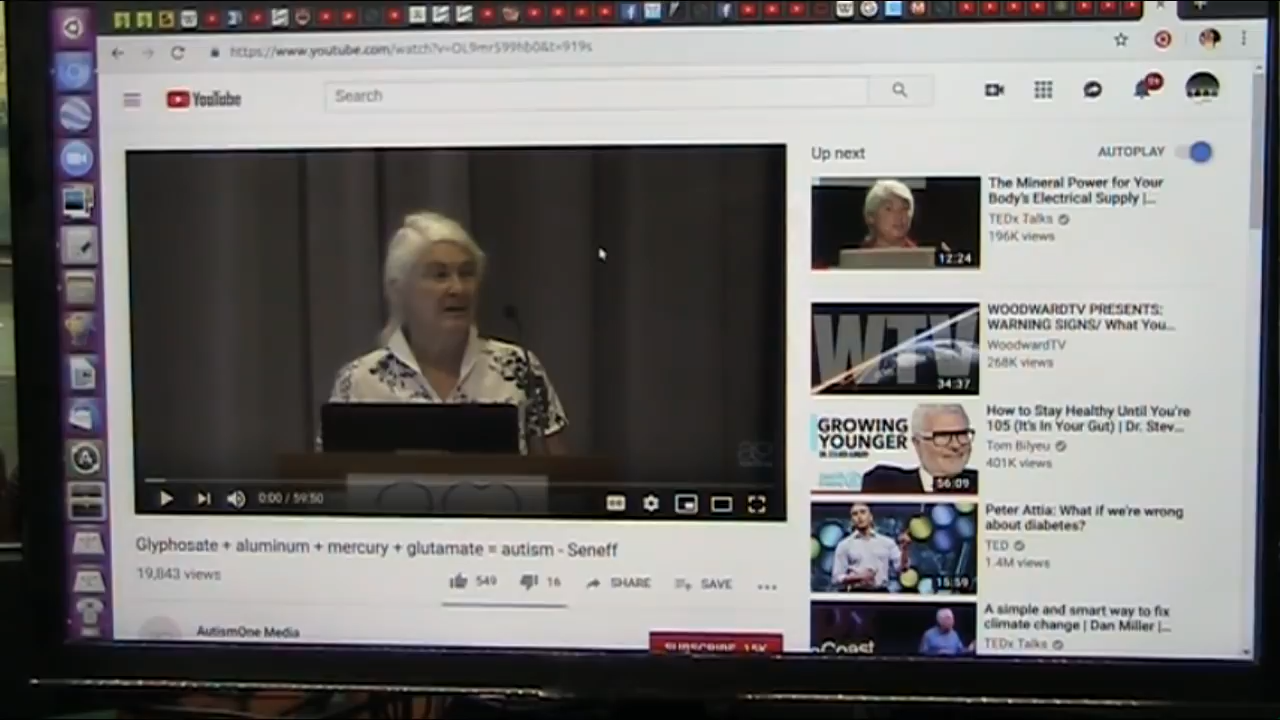 https://www.youtube.com/watch?v=OL9mrS99hb0&t=919s
YouTube
Search
9+
Up next
AUTOPLAY
The Mineral Power for Your
Body's Electrical Supply |...
TEDx Talks
196K views
12:24
WTV
34:37
WOODWARDTV PRESENTS:
WARNING SIGNS/ What You...
WoodwardTV
268K views
GROWING
YOUNGER
56:09
How to Stay Healthy Until You're
105 (It's In Your Gut) | Dr. Stev...
Tom Bilyeu
401K views
15:59
Peter Attia: What if we're wrong
about diabetes?
TED
1.4M views
A simple and smart way to fix
climate change | Dan Miller |...
TEDx Talks
0:00 / 59:50
Glyphosate + aluminum + mercury + glutamate = autism - Seneff
19,843 views
549
16
SHARE
SAVE
AutismOne Media
SUBSCRIBE 15K